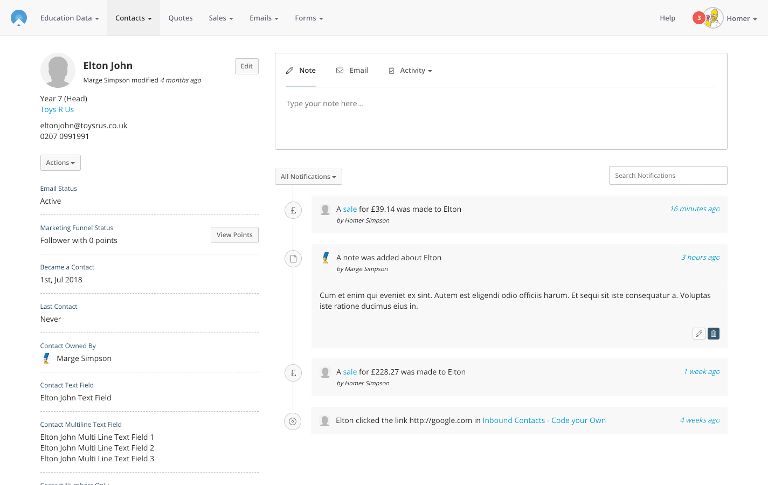 Education Data
Contacts
Quotes
Sales
Emails
Forms
Help
3
Homer
Elton John
Edit
Marge Simpson modified 4 months ago
Year 7 (Head)
Toys R Us
eltonjohn@toysrus.co.uk
0207 0991991
Actions
Email Status
Active
Marketing Funnel Status
Follower with 0 points
View Points
Became a Contact
1st, Jul 2018
Last Contact
Never
Contact Owned By
Marge Simpson
Contact Text Field
Elton John Text Field
Contact Multiline Text Field
Elton John Multi Line Text Field 1
Elton John Multi Line Text Field 2
Elton John Multi Line Text Field 3
Note
Email
Activity
Type your note here...
All Notifications
Search Notifications
£
A sale for £39.14 was made to Elton
16 minutes ago
by Homer Simpson
A note was added about Elton
3 hours ago
by Marge Simpson
Cum et enim qui eveniet ex sint. Autem est eligendi odio officiis harum. Et sequi sit iste consequatur a. Voluptas
iste ratione ducimus eius in.
£
A sale for £228.27 was made to Elton
1 week ago
by Homer Simpson
Elton clicked the link http://google.com in Inbound Contacts - Code your Own
4 weeks ago